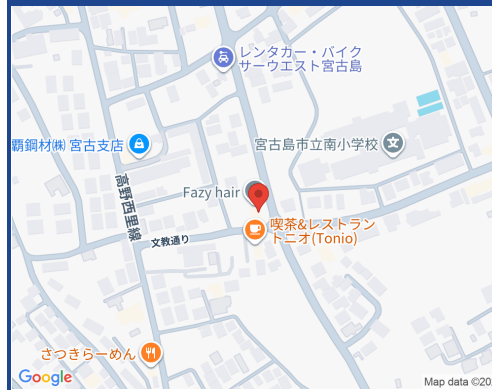 レンタカー・バイク
サーウエスト宮古島
覇鋼材㈱ 宮古支店
宮古島市立南小学校
文
高野西里線
Fazy hair
喫茶&レストラン
トニオ(Tonio)
文教通り
さつきらーめん
Google
Map data ©20